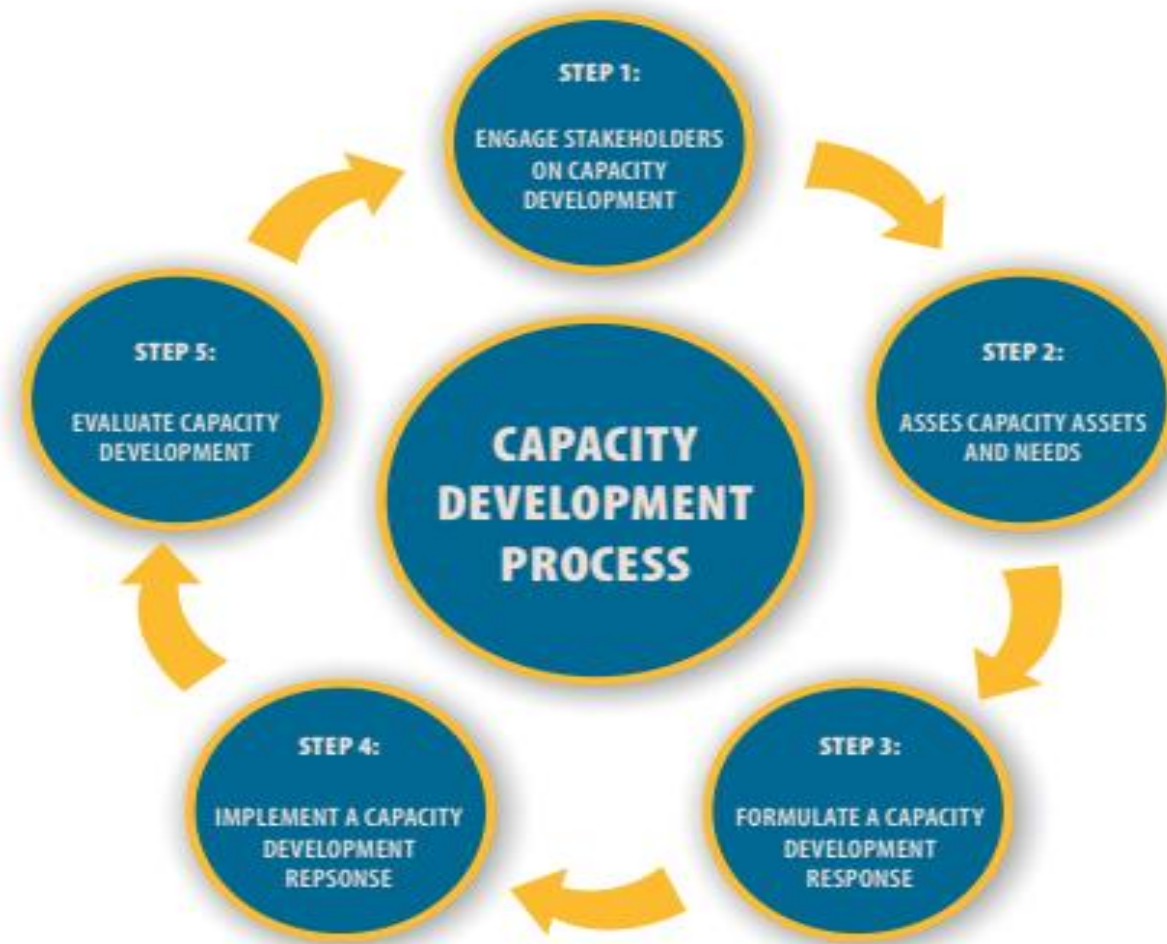 STEP 1:
ENGAGE STAKEHOLDERS
ON CAPACITY
DEVELOPMENT
STEP 2:
ASSES CAPACITY ASSETS
AND NEEDS
STEP 3:
FORMULATE A CAPACITY
DEVELOPMENT
RESPONSE
STEP 4:
IMPLEMENT A CAPACITY
DEVELOPMENT
REPSONSE
STEP 5:
EVALUATE CAPACITY
DEVELOPMENT
CAPACITY
DEVELOPMENT
PROCESS